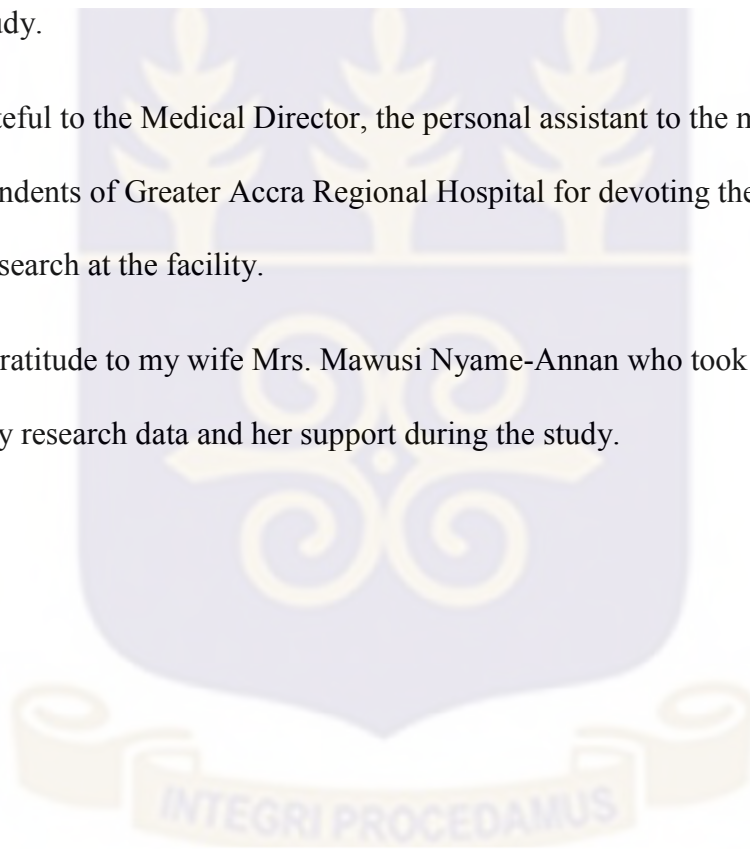 udy.
teful to the Medical Director, the personal assistant to the m
ndents of Greater Accra Regional Hospital for devoting the
search at the facility.
ratitude to my wife Mrs. Mawusi Nyame-Annan who took
y research data and her support during the study.
INTEGRI PROCEDAMUS